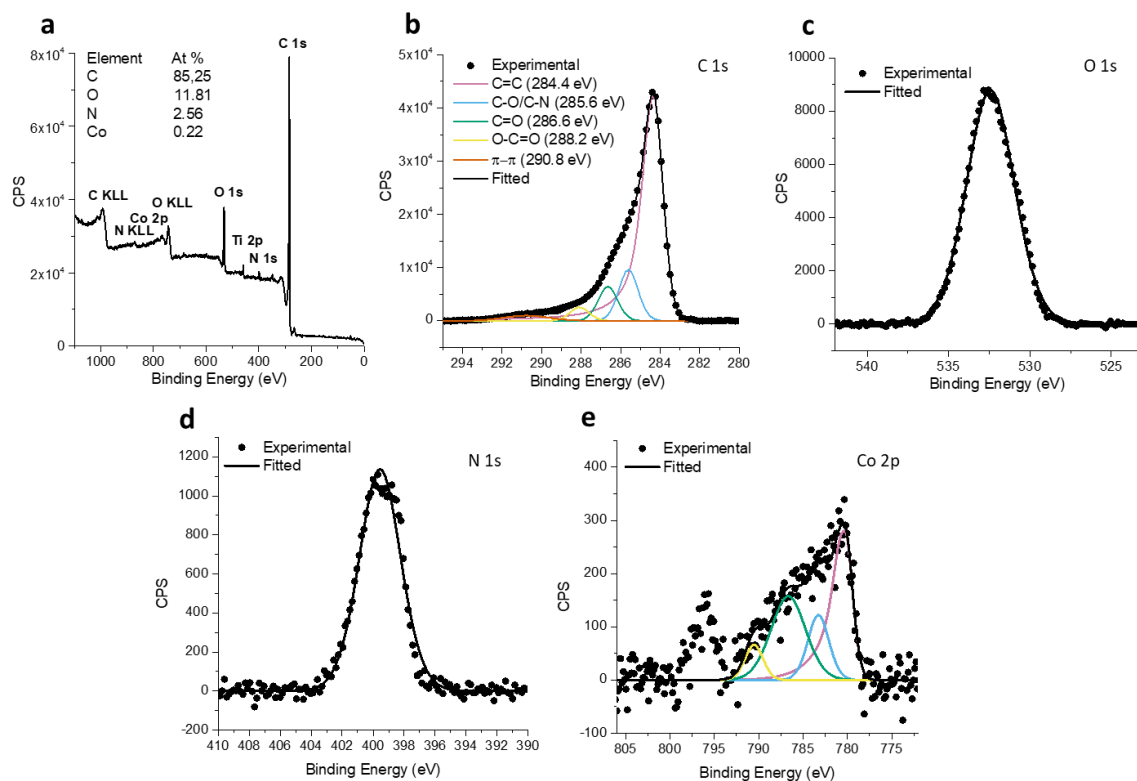 a
Element At %
C 85,25
O 11.81
N 2.56
Co 0.22
C 1s
C KLL
N KLL
Co 2p
O KLL
O 1s
Ti 2p
N 1s
8x10⁴
6x10⁴
4x10⁴
2x10⁴
0
CPS
1000 800 600 400 200 0
Binding Energy (eV)
b
C 1s
Experimental
C=C (284.4 eV)
C-O/C-N (285.6 eV)
C=O (286.6 eV)
O-C=O (288.2 eV)
π–π (290.8 eV)
Fitted
5x10⁴
4x10⁴
3x10⁴
2x10⁴
1x10⁴
0
CPS
294 292 290 288 286 284 282 280
Binding Energy (eV)
c
O 1s
Experimental
Fitted
10000
8000
6000
4000
2000
0
CPS
540 535 530 525
Binding Energy (eV)
d
N 1s
Experimental
Fitted
1200
1000
800
600
400
200
0
-200
CPS
410 408 406 404 402 400 398 396 394 392 390
Binding Energy (eV)
e
Co 2p
Experimental
Fitted
400
300
200
100
0
-100
CPS
805 800 795 790 785 780 775
Binding Energy (eV)